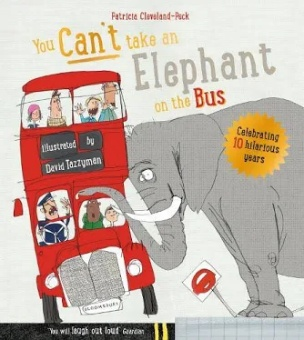 Patricia Cleveland-Peck
You Can't take an
Elephant
on the Bus
Illustrated by
David Tazzyman
Celebrating
10 hilarious
years
BLOOMSBURY
'You will laugh out loud' Guardian